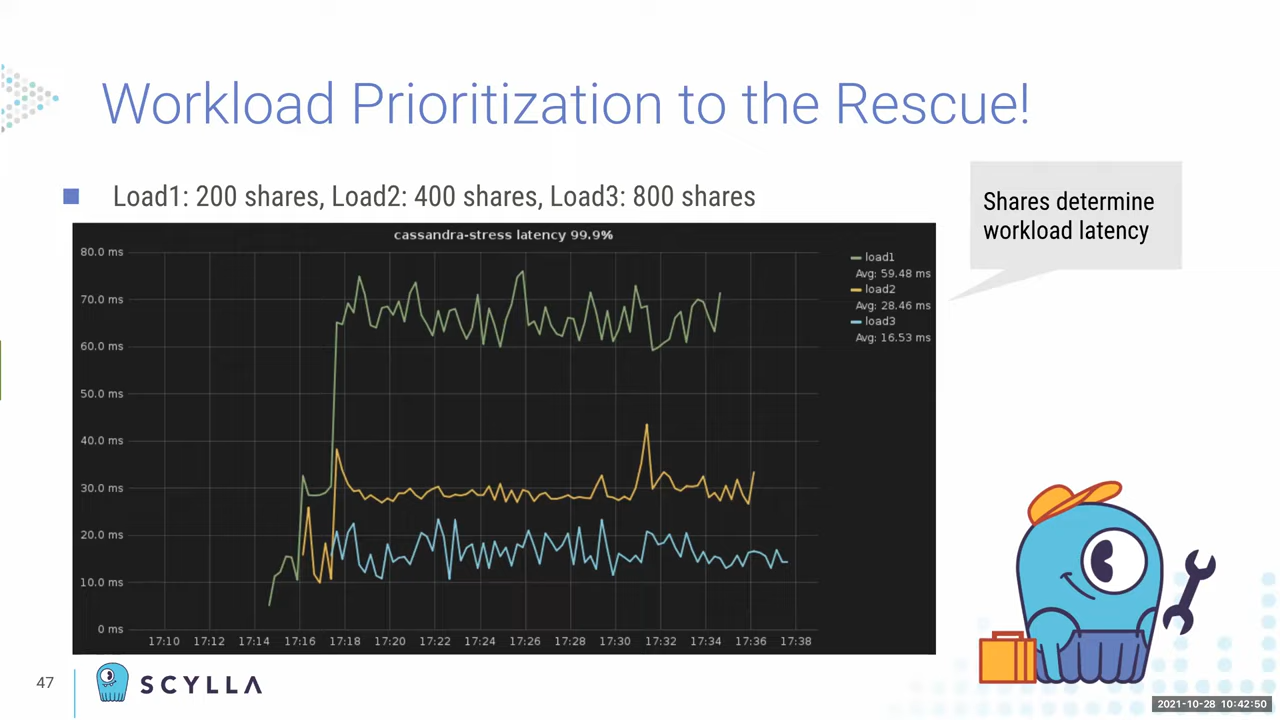 Workload Prioritization to the Rescue!
Load1: 200 shares, Load2: 400 shares, Load3: 800 shares
Shares determine
workload latency
cassandra-stress latency 99.9%
80.0 ms
70.0 ms
60.0 ms
50.0 ms
40.0 ms
30.0 ms
20.0 ms
10.0 ms
0 ms
load1
Avg: 59.48 ms
load2
Avg: 28.46 ms
load3
Avg: 16.53 ms
17:10 17:12 17:14 17:16 17:18 17:20 17:22 17:24 17:26 17:28 17:30 17:32 17:34 17:36 17:38
47
SCYLLA
2021-10-28 10:42:50